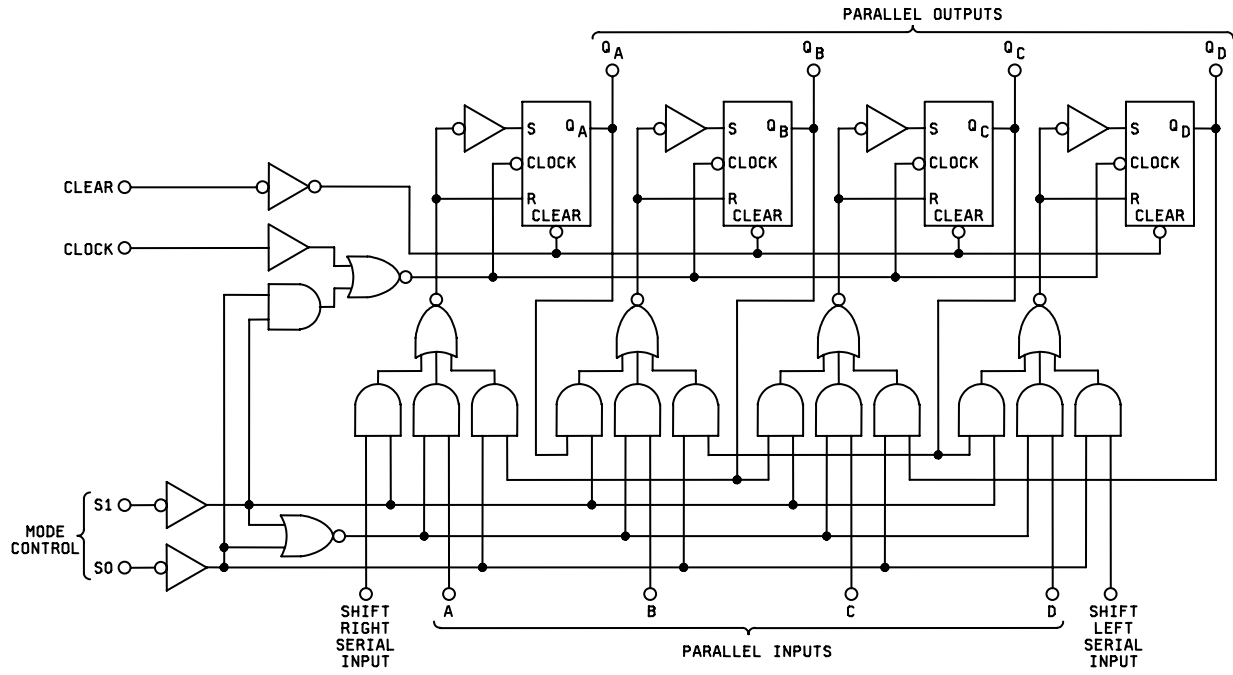 PARALLEL OUTPUTS
QA QB QC QD
S QA S QB S QC S QD
CLOCK CLOCK CLOCK CLOCK
R R R R
CLEAR CLEAR CLEAR CLEAR
CLEAR
CLOCK
MODE
CONTROL
S1
S0
SHIFT
RIGHT
SERIAL
INPUT
A B C D
SHIFT
LEFT
SERIAL
INPUT
PARALLEL INPUTS